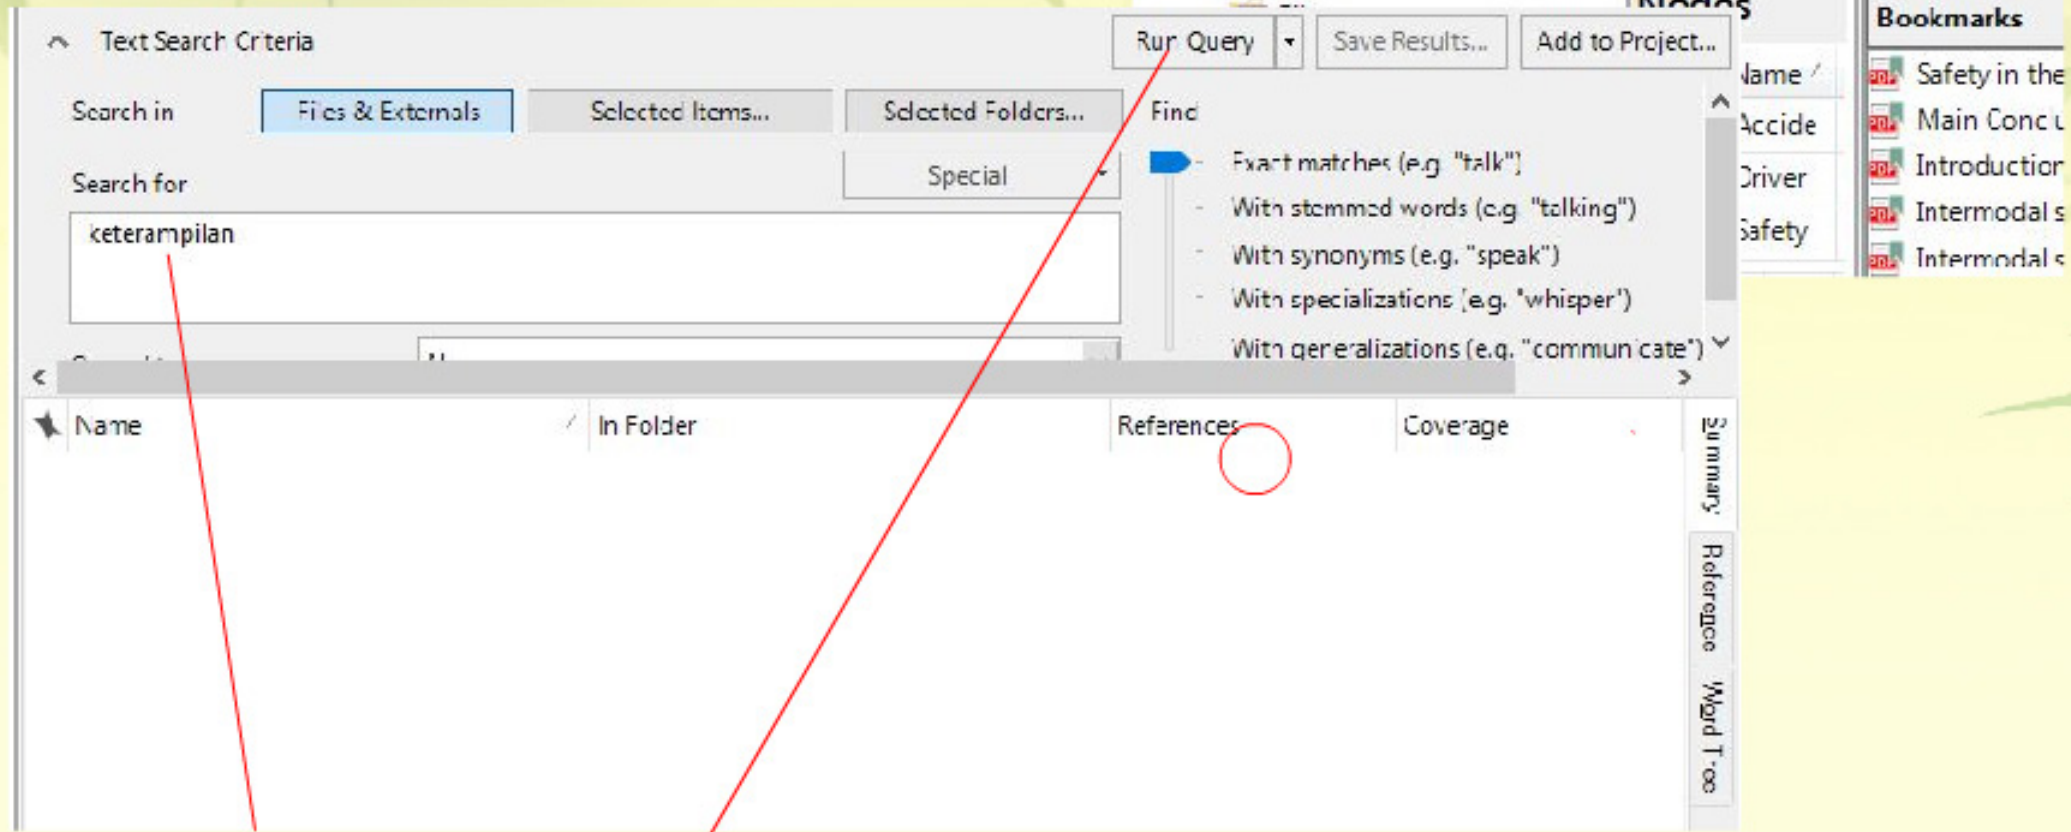 Text Search Criteria
Run Query
Save Results...
Add to Project...
Search in
Files & Externals
Selected Items...
Selected Folders...
Find
Special
Exact matches (e.g. "talk")
Search for
With stemmed words (e.g. "talking")
keterampilan
With synonyms (e.g. "speak")
With specializations (e.g. "whisper")
With generalizations (e.g. "communicate")
Name
In Folder
References
Coverage
Summary
Reference
Word Tree
Name
Accide
Driver
Safety
Bookmarks
Safety in the
Main Conclu
Introduction
Intermodal s
Intermodal s